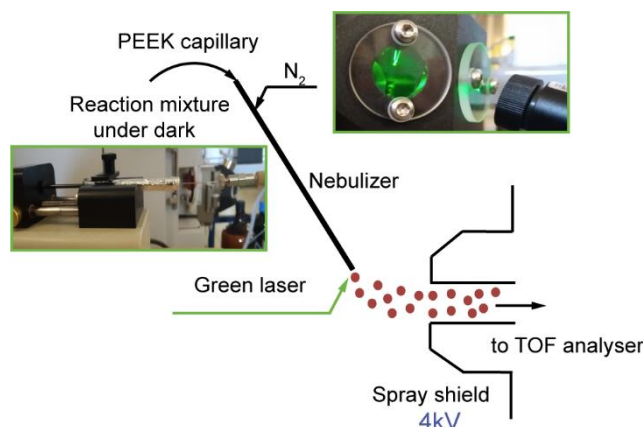 PEEK capillary
N2
Reaction mixture
under dark
Nebulizer
Green laser
to TOF analyser
Spray shield
4kV